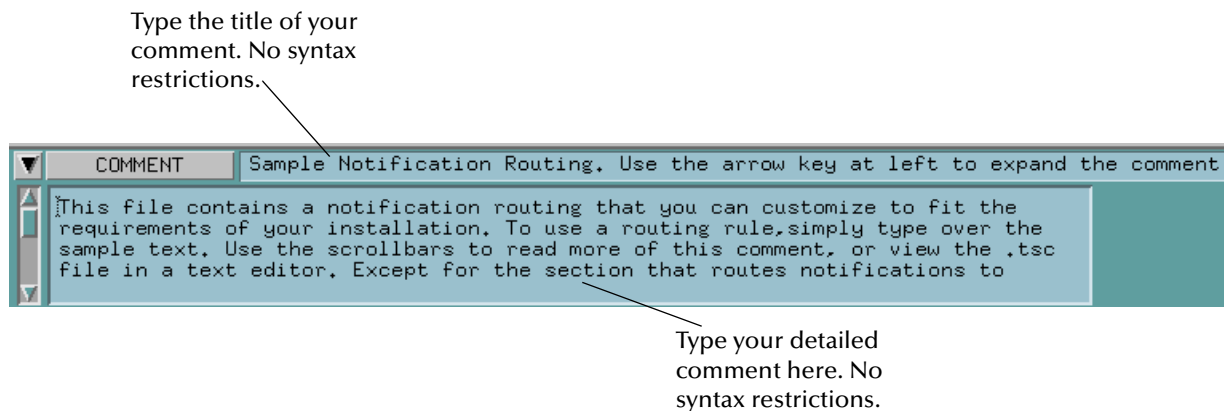 Type the title of your
comment. No syntax
restrictions.
COMMENT Sample Notification Routing. Use the arrow key at left to expand the comment
This file contains a notification routing that you can customize to fit the
requirements of your installation. To use a routing rule,simply type over the
sample text. Use the scrollbars to read more of this comment, or view the .tsc
file in a text editor. Except for the section that routes notifications to
Type your detailed
comment here. No
syntax restrictions.